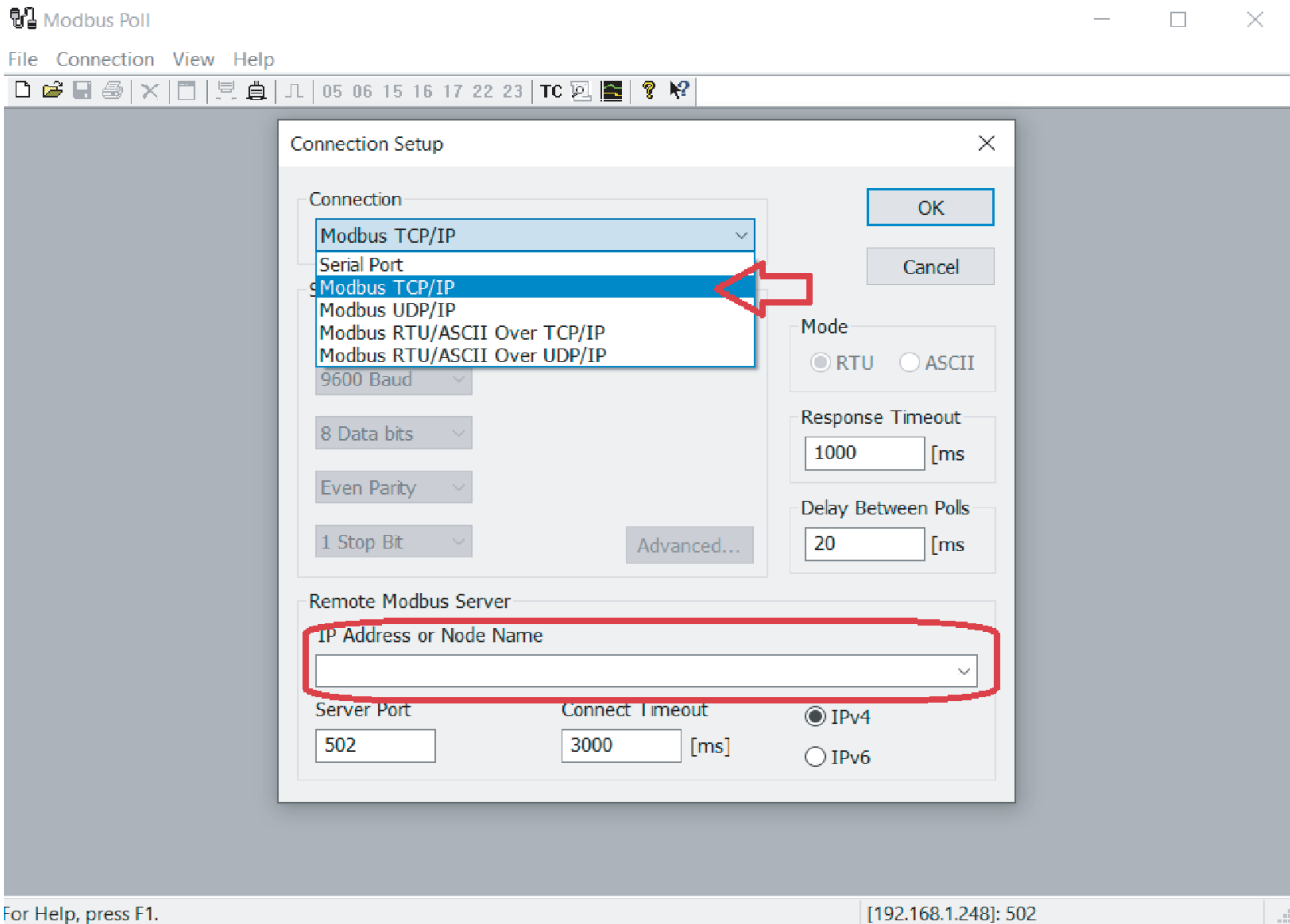 Modbus Poll
File Connection View Help
05 06 15 16 17 22 23 TC
Connection Setup
Connection
OK
Modbus TCP/IP
Serial Port
Cancel
Modbus TCP/IP
Modbus UDP/IP
Modbus RTU/ASCII Over TCP/IP
Modbus RTU/ASCII Over UDP/IP
Mode
RTU ASCII
9600 Baud
8 Data bits
Even Parity
1 Stop Bit
Advanced...
Response Timeout
1000 [ms
Delay Between Polls
20 [ms
Remote Modbus Server
IP Address or Node Name
Server Port Connect Timeout
502 3000 [ms]
IPv4
IPv6
For Help, press F1. [192.168.1.248]: 502